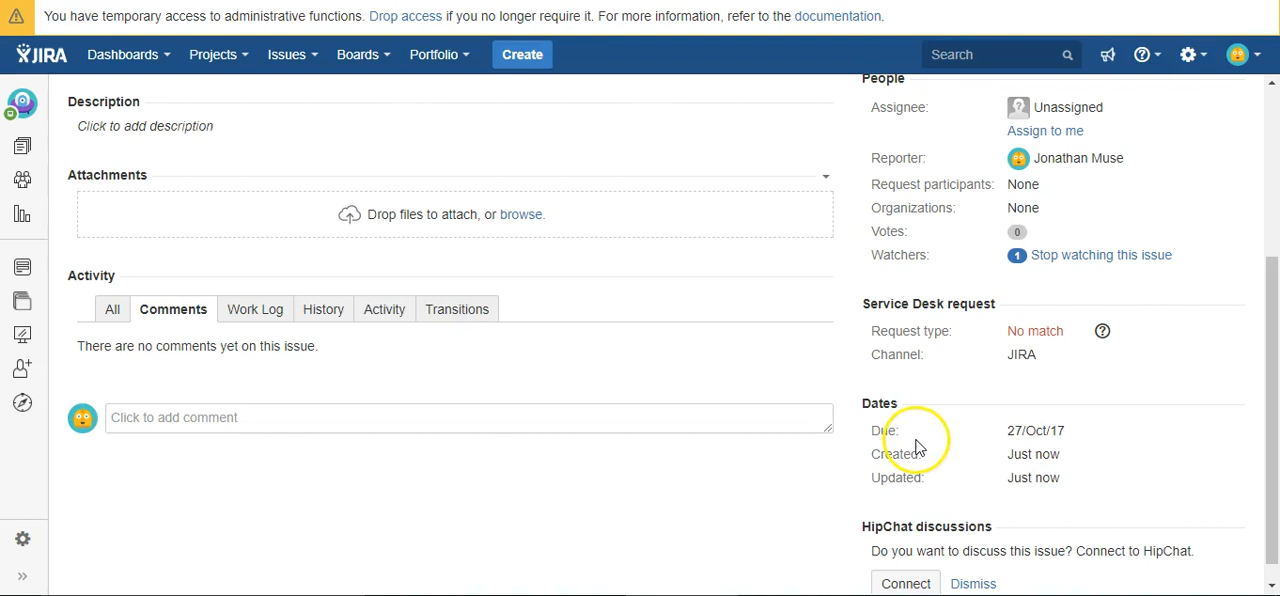 You have temporary access to administrative functions. Drop access if you no longer require it. For more information, refer to the documentation.
JIRA Dashboards Projects Issues Boards Portfolio Create Search
Description
Click to add description
Attachments
Drop files to attach, or browse.
Activity
All Comments Work Log History Activity Transitions
There are no comments yet on this issue.
Click to add comment
People
Assignee: Unassigned
Assign to me
Reporter: Jonathan Muse
Request participants: None
Organizations: None
Votes: 0
Watchers: 1 Stop watching this issue
Service Desk request
Request type: No match
Channel: JIRA
Dates
Due: 27/Oct/17
Created: Just now
Updated: Just now
HipChat discussions
Do you want to discuss this issue? Connect to HipChat.
Connect Dismiss